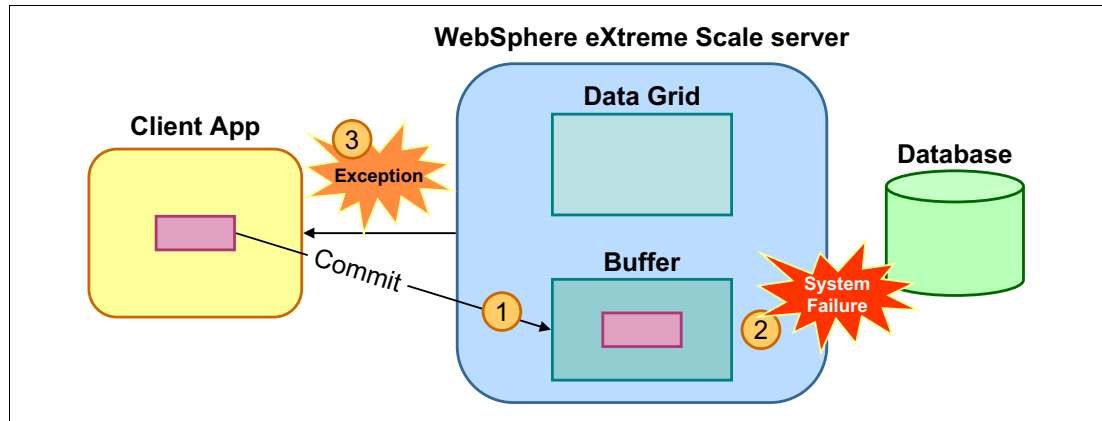 WebSphere eXtreme Scale server
Data Grid
Client App
3
Exception
Database
Commit
Buffer
1
2
System
Failure